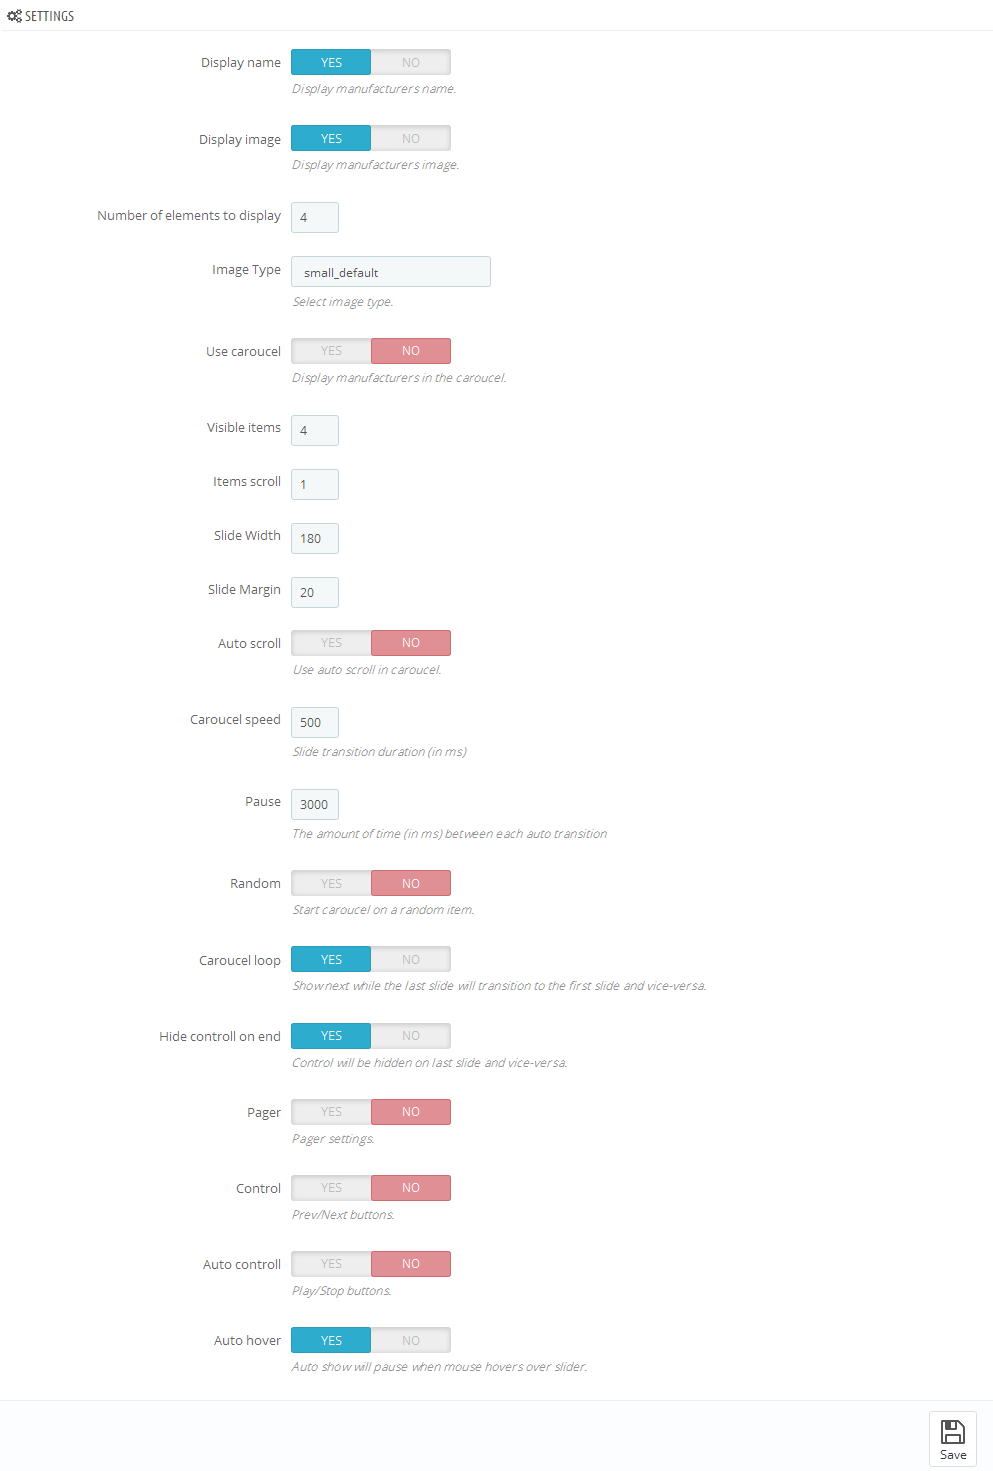 SETTINGS
Display name YES NO
Display manufacturers name.
Display image YES NO
Display manufacturers image.
Number of elements to display 4
Image Type small_default
Select image type.
Use caroucel YES NO
Display manufacturers in the caroucel.
Visible items 4
Items scroll 1
Slide Width 180
Slide Margin 20
Auto scroll YES NO
Use auto scroll in caroucel.
Caroucel speed 500
Slide transition duration (in ms)
Pause 3000
The amount of time (in ms) between each auto transition
Random YES NO
Start caroucel on a random item.
Caroucel loop YES NO
Show next while the last slide will transition to the first slide and vice-versa.
Hide controll on end YES NO
Control will be hidden on last slide and vice-versa.
Pager YES NO
Pager settings.
Control YES NO
Prev/Next buttons.
Auto controll YES NO
Play/Stop buttons.
Auto hover YES NO
Auto show will pause when mouse hovers over slider.
Save